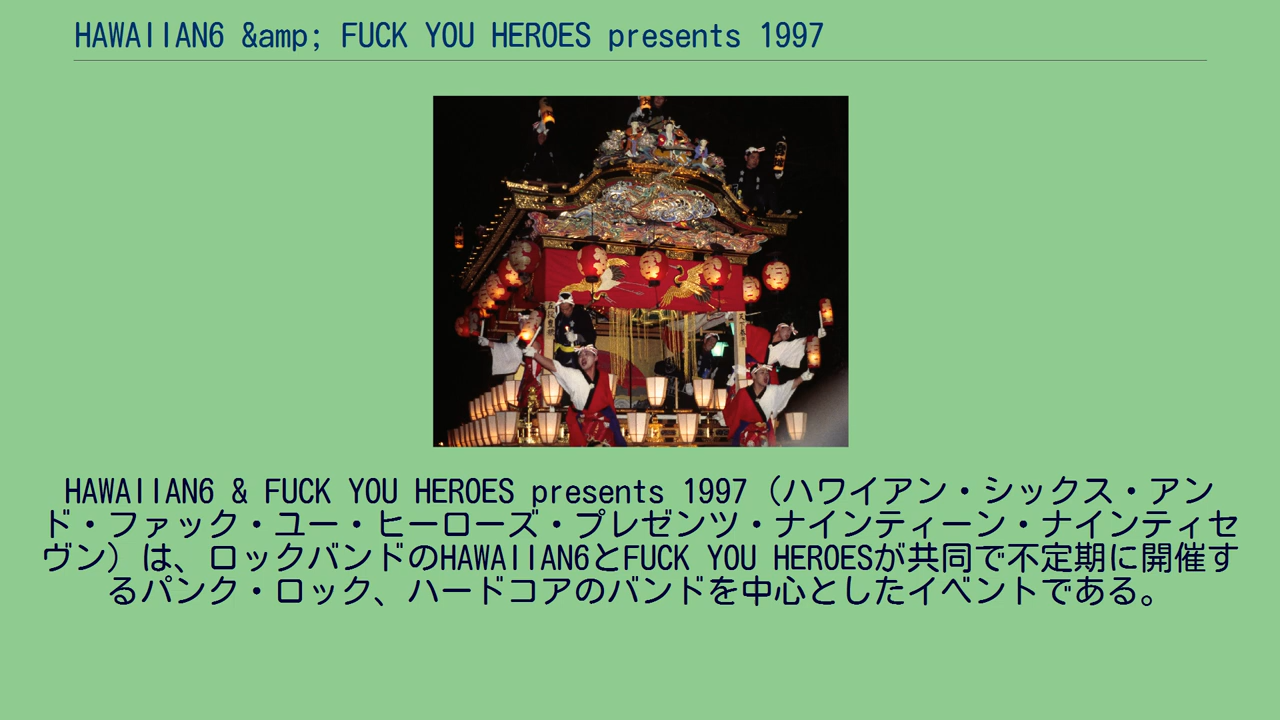 HAWAIIAN6 &amp; FUCK YOU HEROES presents 1997
HAWAIIAN6 & FUCK YOU HEROES presents 1997（ハワイアン・シックス・アン
ド・ファック・ユー・ヒーローズ・プレゼンツ・ナインティーン・ナインティセ
ヴン）は、ロックバンドのHAWAIIAN6とFUCK YOU HEROESが共同で不定期に開催す
るパンク・ロック、ハードコアのバンドを中心としたイベントである。